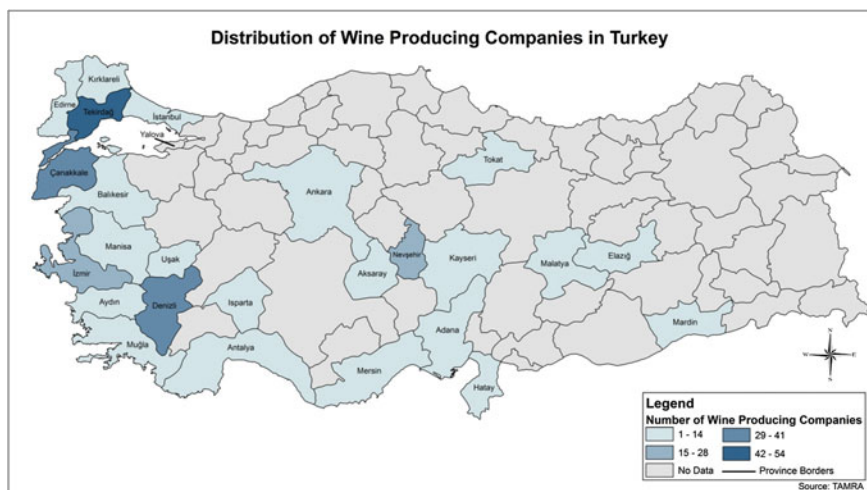 Distribution of Wine Producing Companies in Turkey
Kırklareli
Edirne
Tekirdağ
İstanbul
Yalova
Çanakkale
Balıkesir
Tokat
Ankara
Manisa
Uşak
Nevşehir
Kayseri
Elazığ
Malatya
İzmir
Aksaray
Aydın
Denizli
Isparta
Mardin
Adana
Muğla
Antalya
Mersin
Hatay
N
W E
S
Legend
Number of Wine Producing Companies
1 - 14 29 - 41
15 - 28 42 - 54
No Data Province Borders
Source: TAMRA